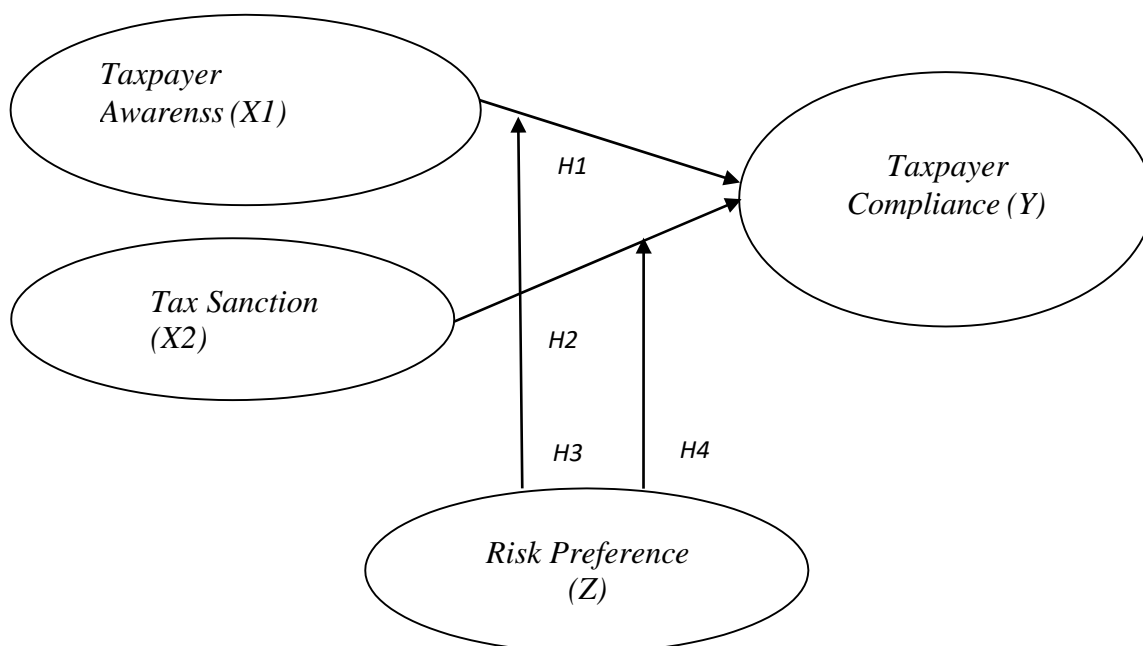 Taxpayer
Awarenss (X1)
H1
Taxpayer
Compliance (Y)
Tax Sanction
(X2)
H2
H3
H4
Risk Preference
(Z)